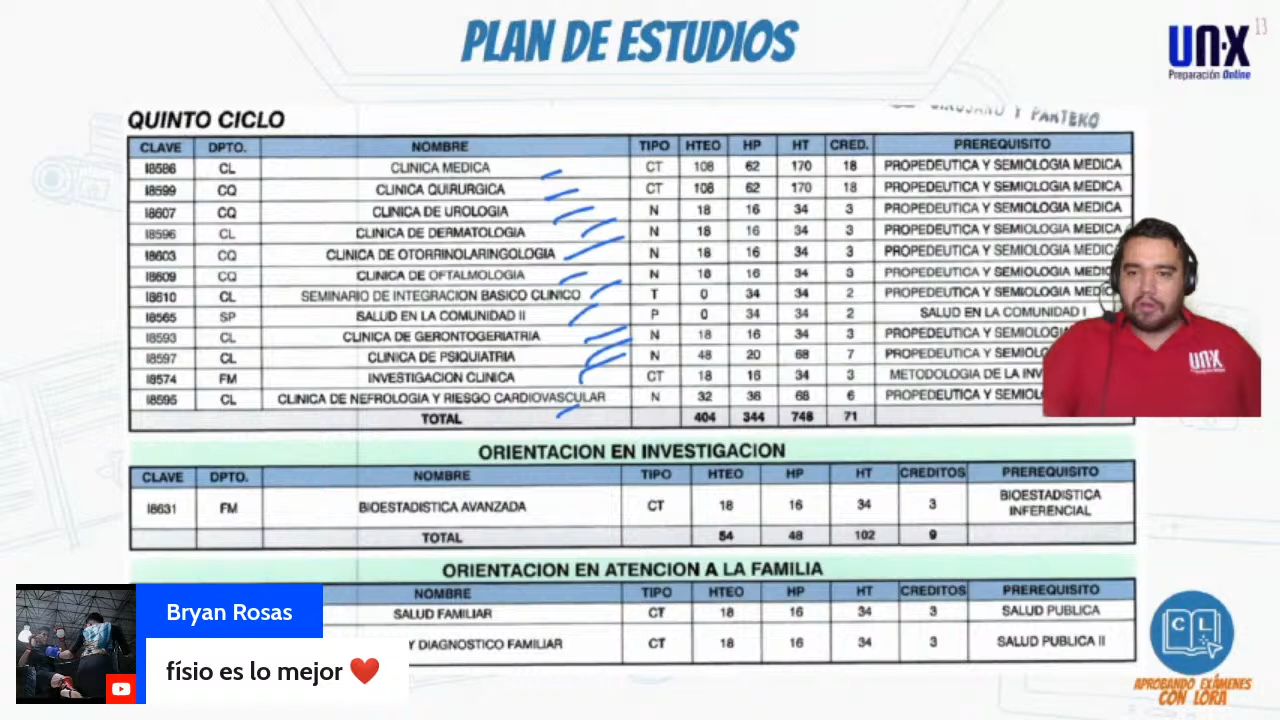 PLAN DE ESTUDIOS
UN-X 13
Preparación Online
QUINTO CICLO
CIRUJANO Y PARTERO
CLAVE DPTO. NOMBRE TIPO HTEO HP HT CRED. PREREQUISITO
I8586 CL CLINICA MEDICA CT 108 62 170 18 PROPEDEUTICA Y SEMIOLOGIA MEDICA
I8599 CQ CLINICA QUIRURGICA CT 108 62 170 18 PROPEDEUTICA Y SEMIOLOGIA MEDICA
I8607 CQ CLINICA DE UROLOGIA N 18 16 34 3 PROPEDEUTICA Y SEMIOLOGIA MEDICA
I8596 CL CLINICA DE DERMATOLOGIA N 18 16 34 3 PROPEDEUTICA Y SEMIOLOGIA MEDICA
I8603 CQ CLINICA DE OTORRINOLARINGOLOGIA N 18 16 34 3 PROPEDEUTICA Y SEMIOLOGIA MEDIC
I8609 CQ CLINICA DE OFTALMOLOGIA N 18 16 34 3 PROPEDEUTICA Y SEMIOLOGIA MEDIC
I8610 CL SEMINARIO DE INTEGRACION BASICO CLINICO T 0 34 34 2 PROPEDEUTICA Y SEMIOLOGIA MEDIC
I8565 SP SALUD EN LA COMUNIDAD II P 0 34 34 2 SALUD EN LA COMUNIDAD I
I8593 CL CLINICA DE GERONTOGERIATRIA N 18 16 34 3 PROPEDEUTICA Y SEMIOLOGIA
I8597 CL CLINICA DE PSIQUIATRIA N 48 20 68 7 PROPEDEUTICA Y SEMIOL
I8574 FM INVESTIGACION CLINICA CT 18 16 34 3 METODOLOGIA DE LA INV
I8595 CL CLINICA DE NEFROLOGIA Y RIESGO CARDIOVASCULAR N 32 36 68 6 PROPEDEUTICA Y SEMIOL
TOTAL 404 344 748 71
ORIENTACION EN INVESTIGACION
CLAVE DPTO. NOMBRE TIPO HTEO HP HT CREDITOS PREREQUISITO
I8631 FM BIOESTADISTICA AVANZADA CT 18 16 34 3 BIOESTADISTICA INFERENCIAL
TOTAL 54 48 102 9
ORIENTACION EN ATENCION A LA FAMILIA
NOMBRE TIPO HTEO HP HT CREDITOS PREREQUISITO
SALUD FAMILIAR CT 18 16 34 3 SALUD PUBLICA
Y DIAGNOSTICO FAMILIAR CT 18 16 34 3 SALUD PUBLICA II
Bryan Rosas
físio es lo mejor ❤️
UN-X
C L
APROBANDO EXÁMENES
CON LORA